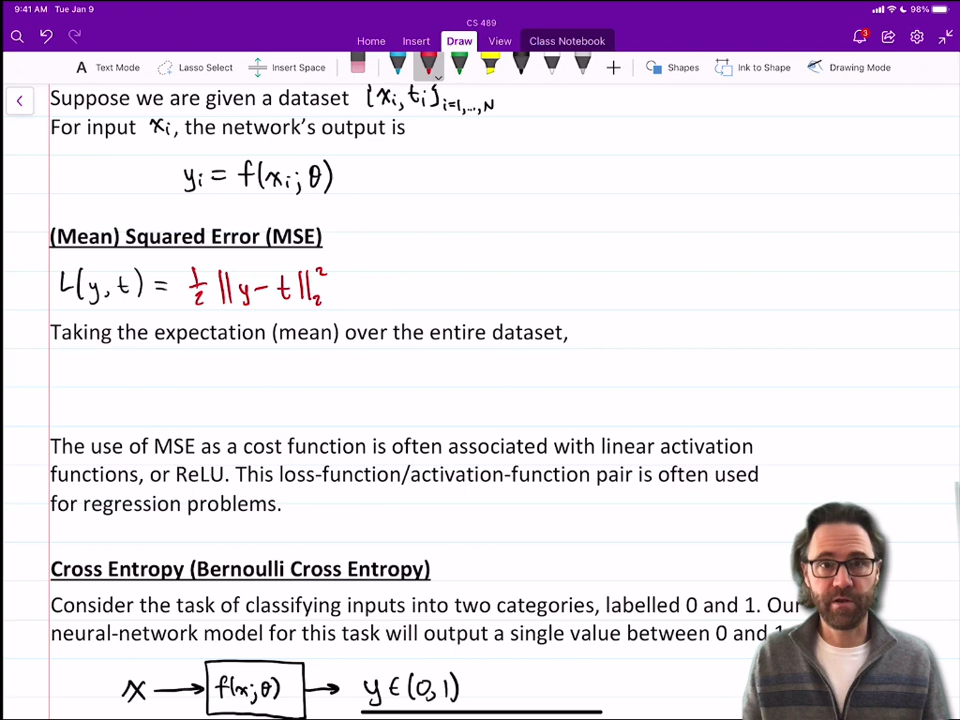 9:41 AM Tue Jan 9
98%
CS 489
Home Insert Draw View Class Notebook
3
A Text Mode Lasso Select Insert Space + Shapes Ink to Shape Drawing Mode
Suppose we are given a dataset {xᵢ, tᵢ}ᵢ₌₁,...,N
For input xᵢ, the network's output is
yᵢ = f(xᵢ; θ)
(Mean) Squared Error (MSE)
L(y, t) = ½ ||y - t||₂²
Taking the expectation (mean) over the entire dataset,
The use of MSE as a cost function is often associated with linear activation
functions, or ReLU. This loss-function/activation-function pair is often used
for regression problems.
Cross Entropy (Bernoulli Cross Entropy)
Consider the task of classifying inputs into two categories, labelled 0 and 1. Our
neural-network model for this task will output a single value between 0 and
x → f(x; θ) → y ∈ (0,1)